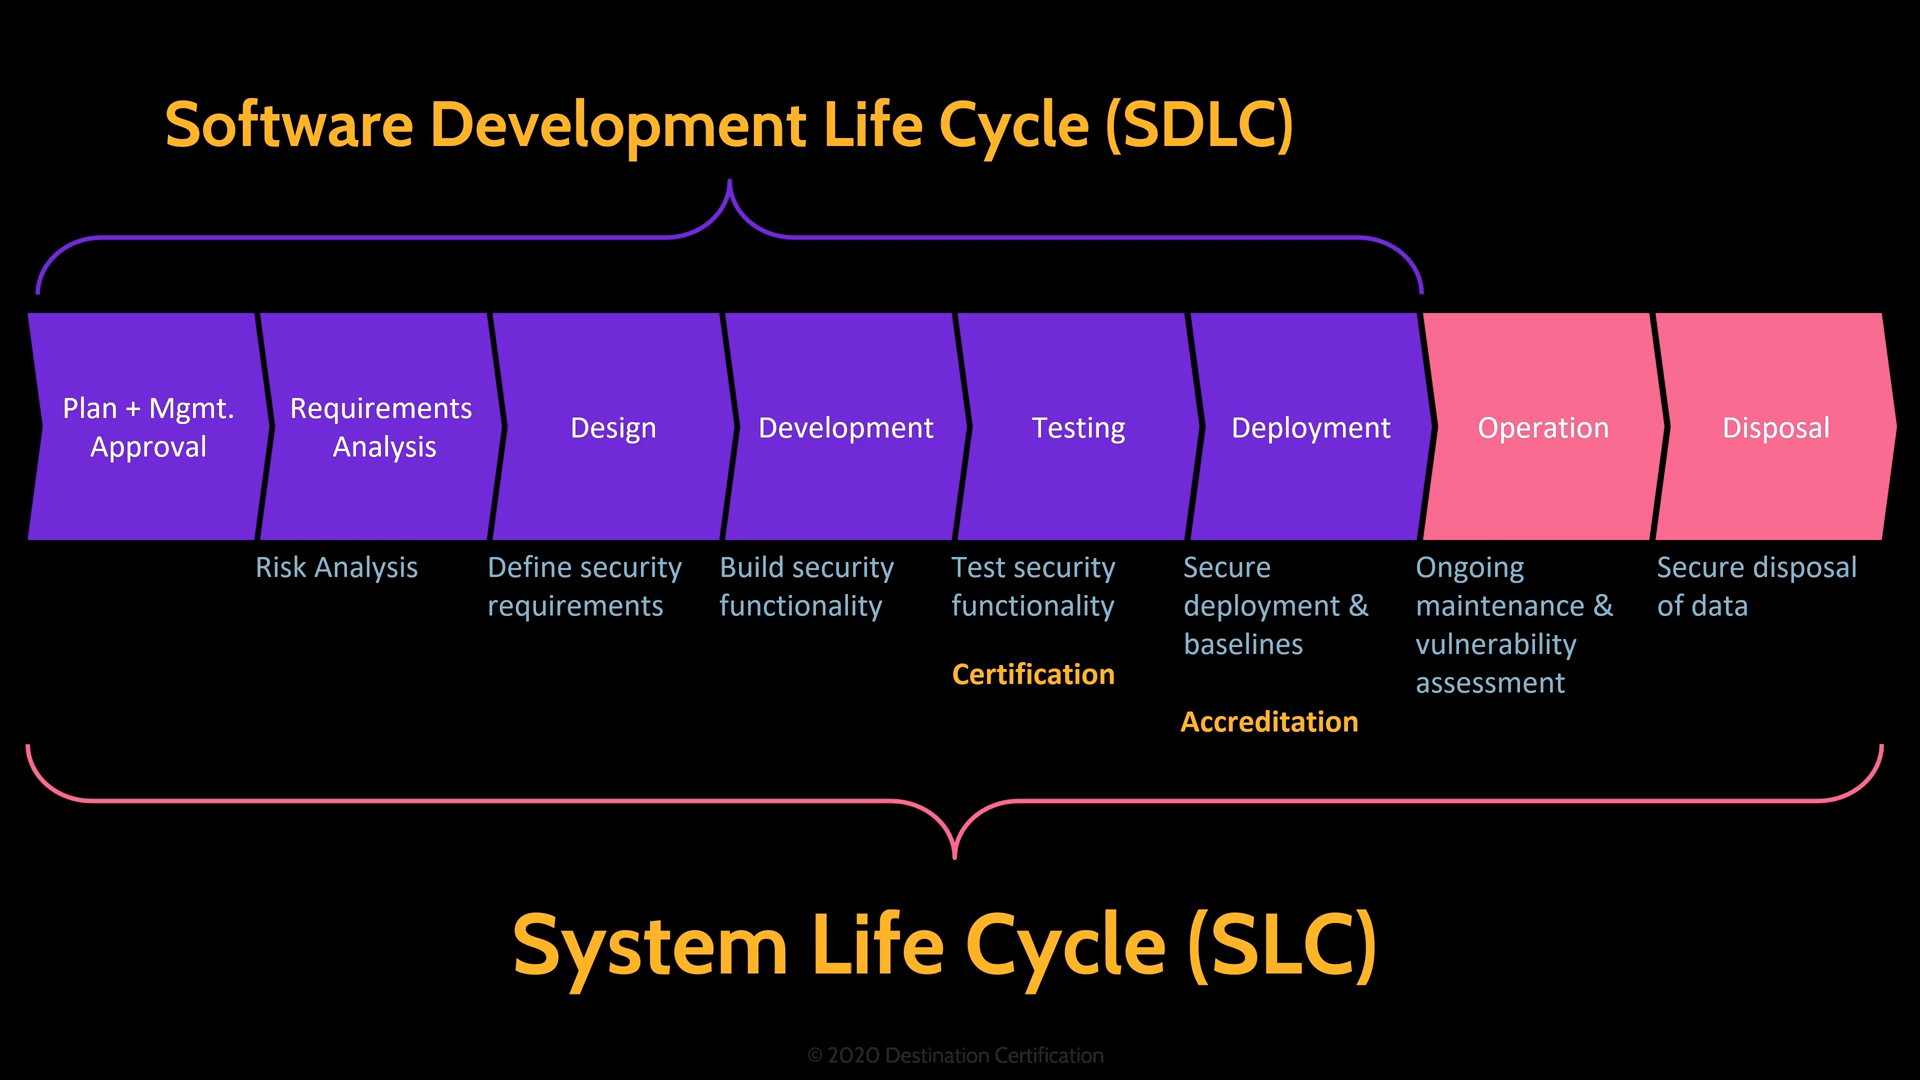 Software Development Life Cycle (SDLC)
Plan + Mgmt.
Approval
Requirements
Analysis
Design
Development
Testing
Deployment
Operation
Disposal
Risk Analysis
Define security
requirements
Build security
functionality
Test security
functionality
Certification
Secure
deployment &
baselines
Accreditation
Ongoing
maintenance &
vulnerability
assessment
Secure disposal
of data
System Life Cycle (SLC)
© 2020 Destination Certification